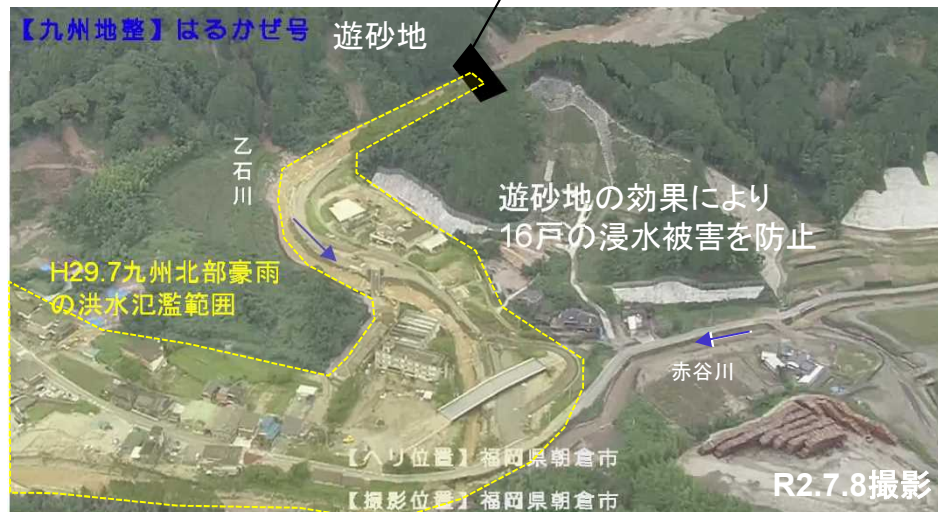 【九州地整】はるかぜ号
遊砂地
乙石川
遊砂地の効果により
16戸の浸水被害を防止
H29.7九州北部豪雨
の洪水氾濫範囲
赤谷川
【ヘリ位置】福岡県朝倉市
【撮影位置】福岡県朝倉市
R2.7.8撮影